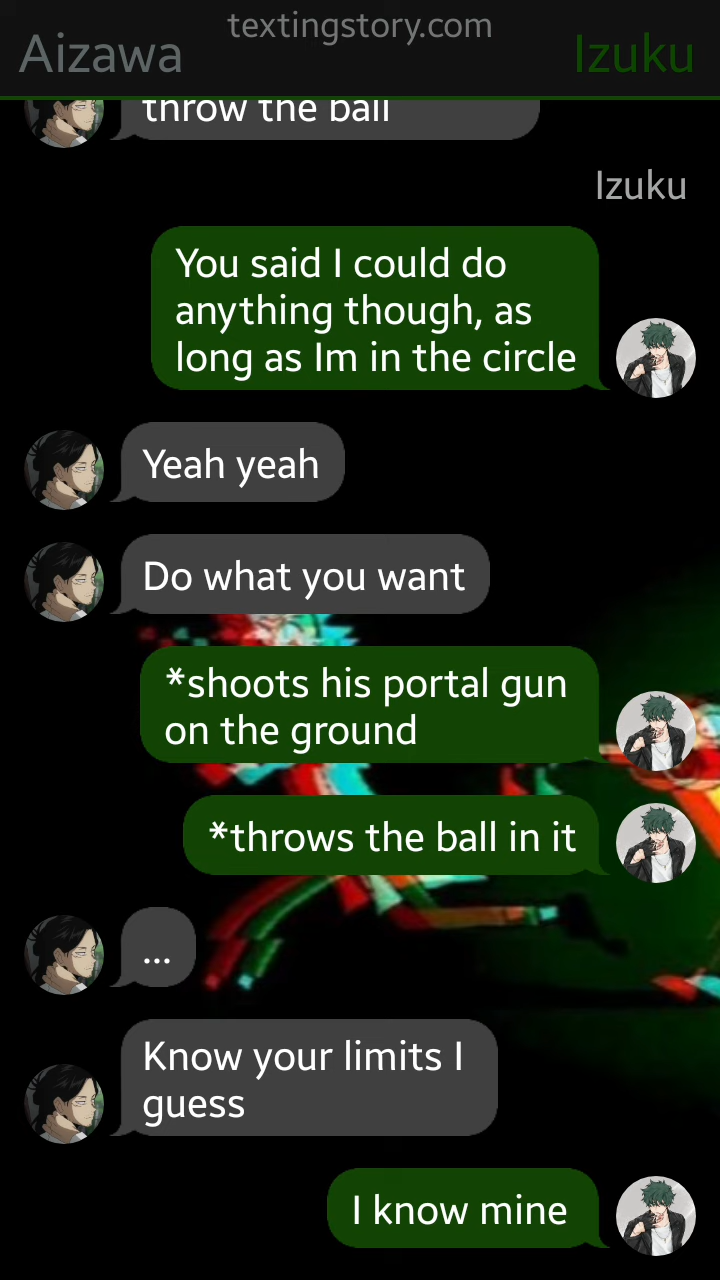 textingstory.com
Aizawa
Izuku
throw the ball
Izuku
You said I could do
anything though, as
long as Im in the circle
Yeah yeah
Do what you want
*shoots his portal gun
on the ground
*throws the ball in it
...
Know your limits I
guess
I know mine